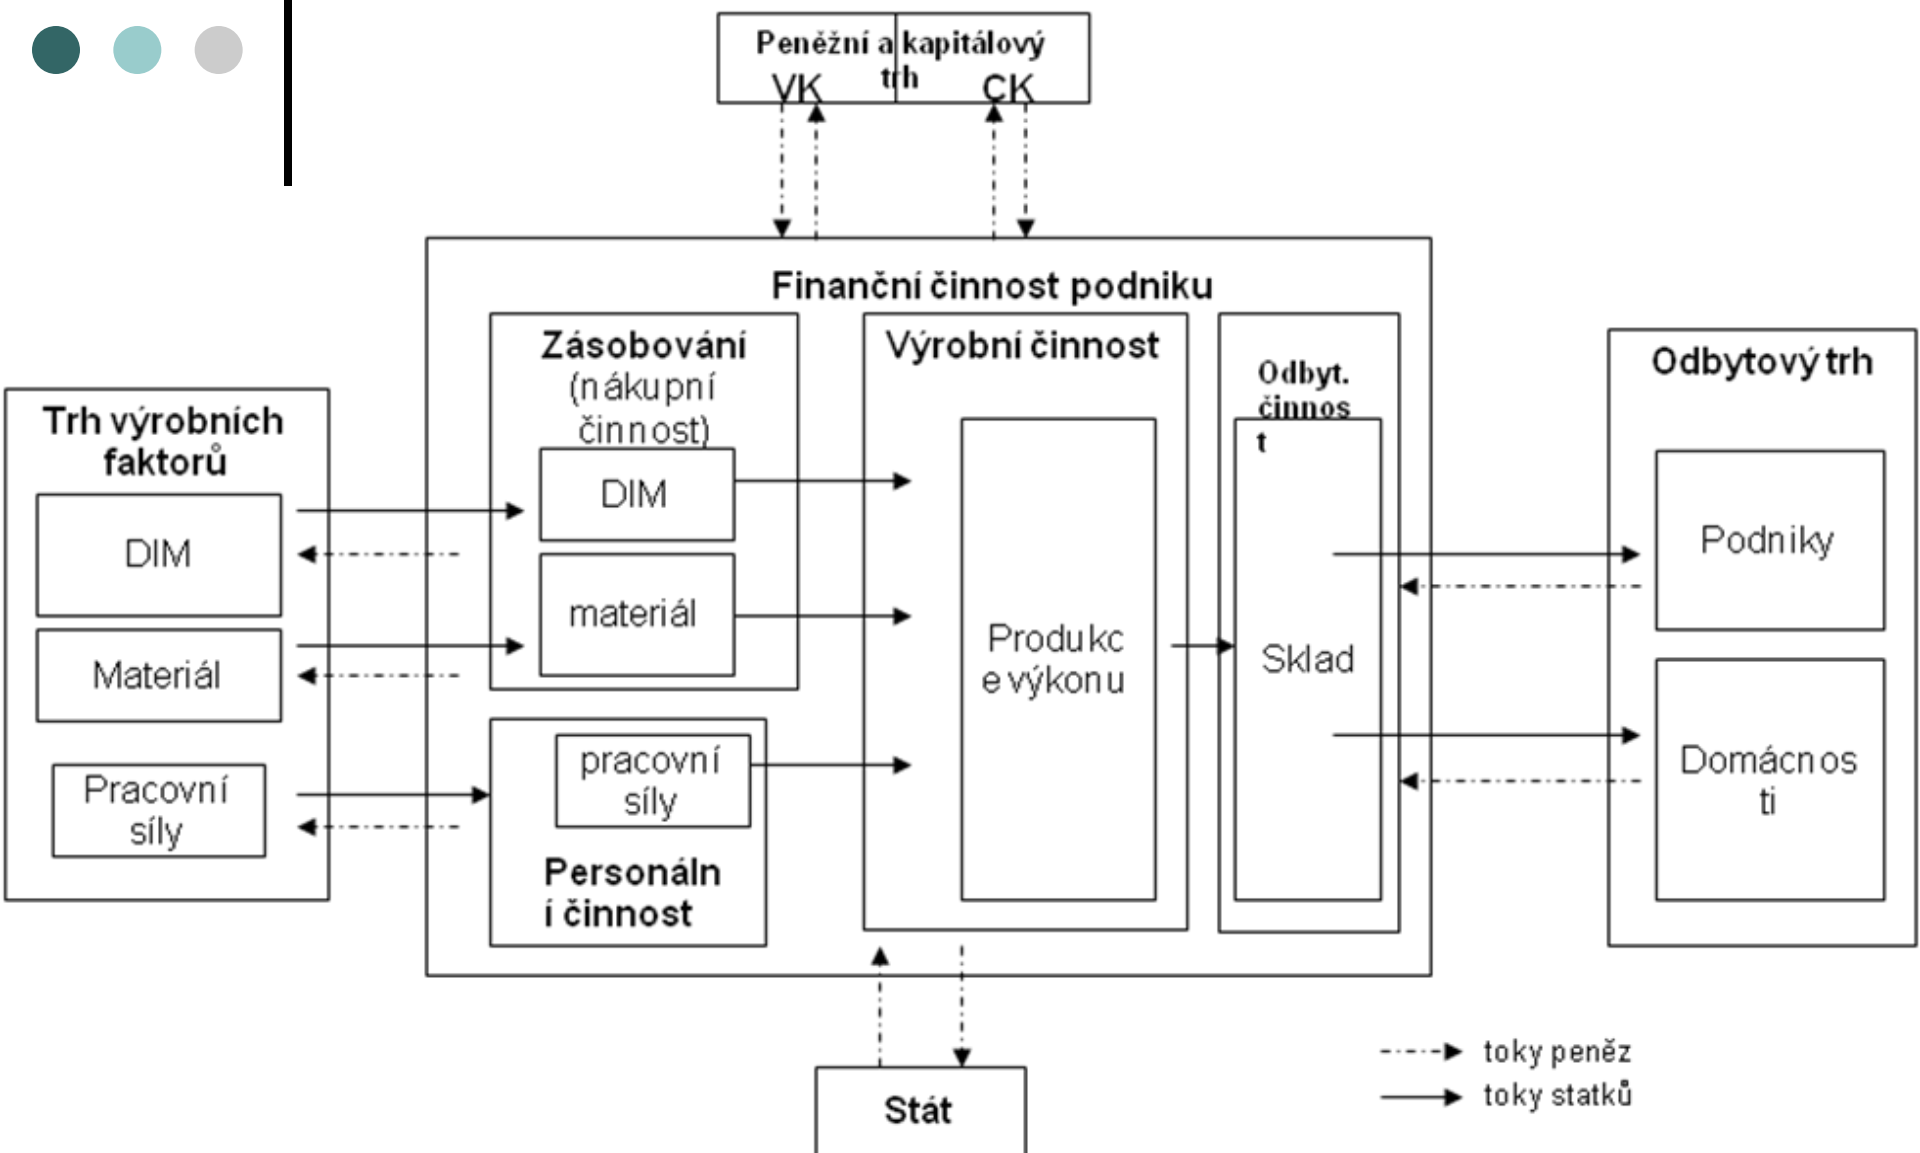 Peněžní a kapitálový
trh
VK
CK
Finanční činnost podniku
Zásobování
(nákupní
činnost)
DIM
materiál
pracovní
síly
Personáln
í činnost
Výrobní činnost
Produkc
e výkonu
Odbyt.
činnos
t
Sklad
Trh výrobních
faktorů
DIM
Materiál
Pracovní
síly
Odbytový trh
Podniky
Domácnos
ti
Stát
toky peněz
toky statků